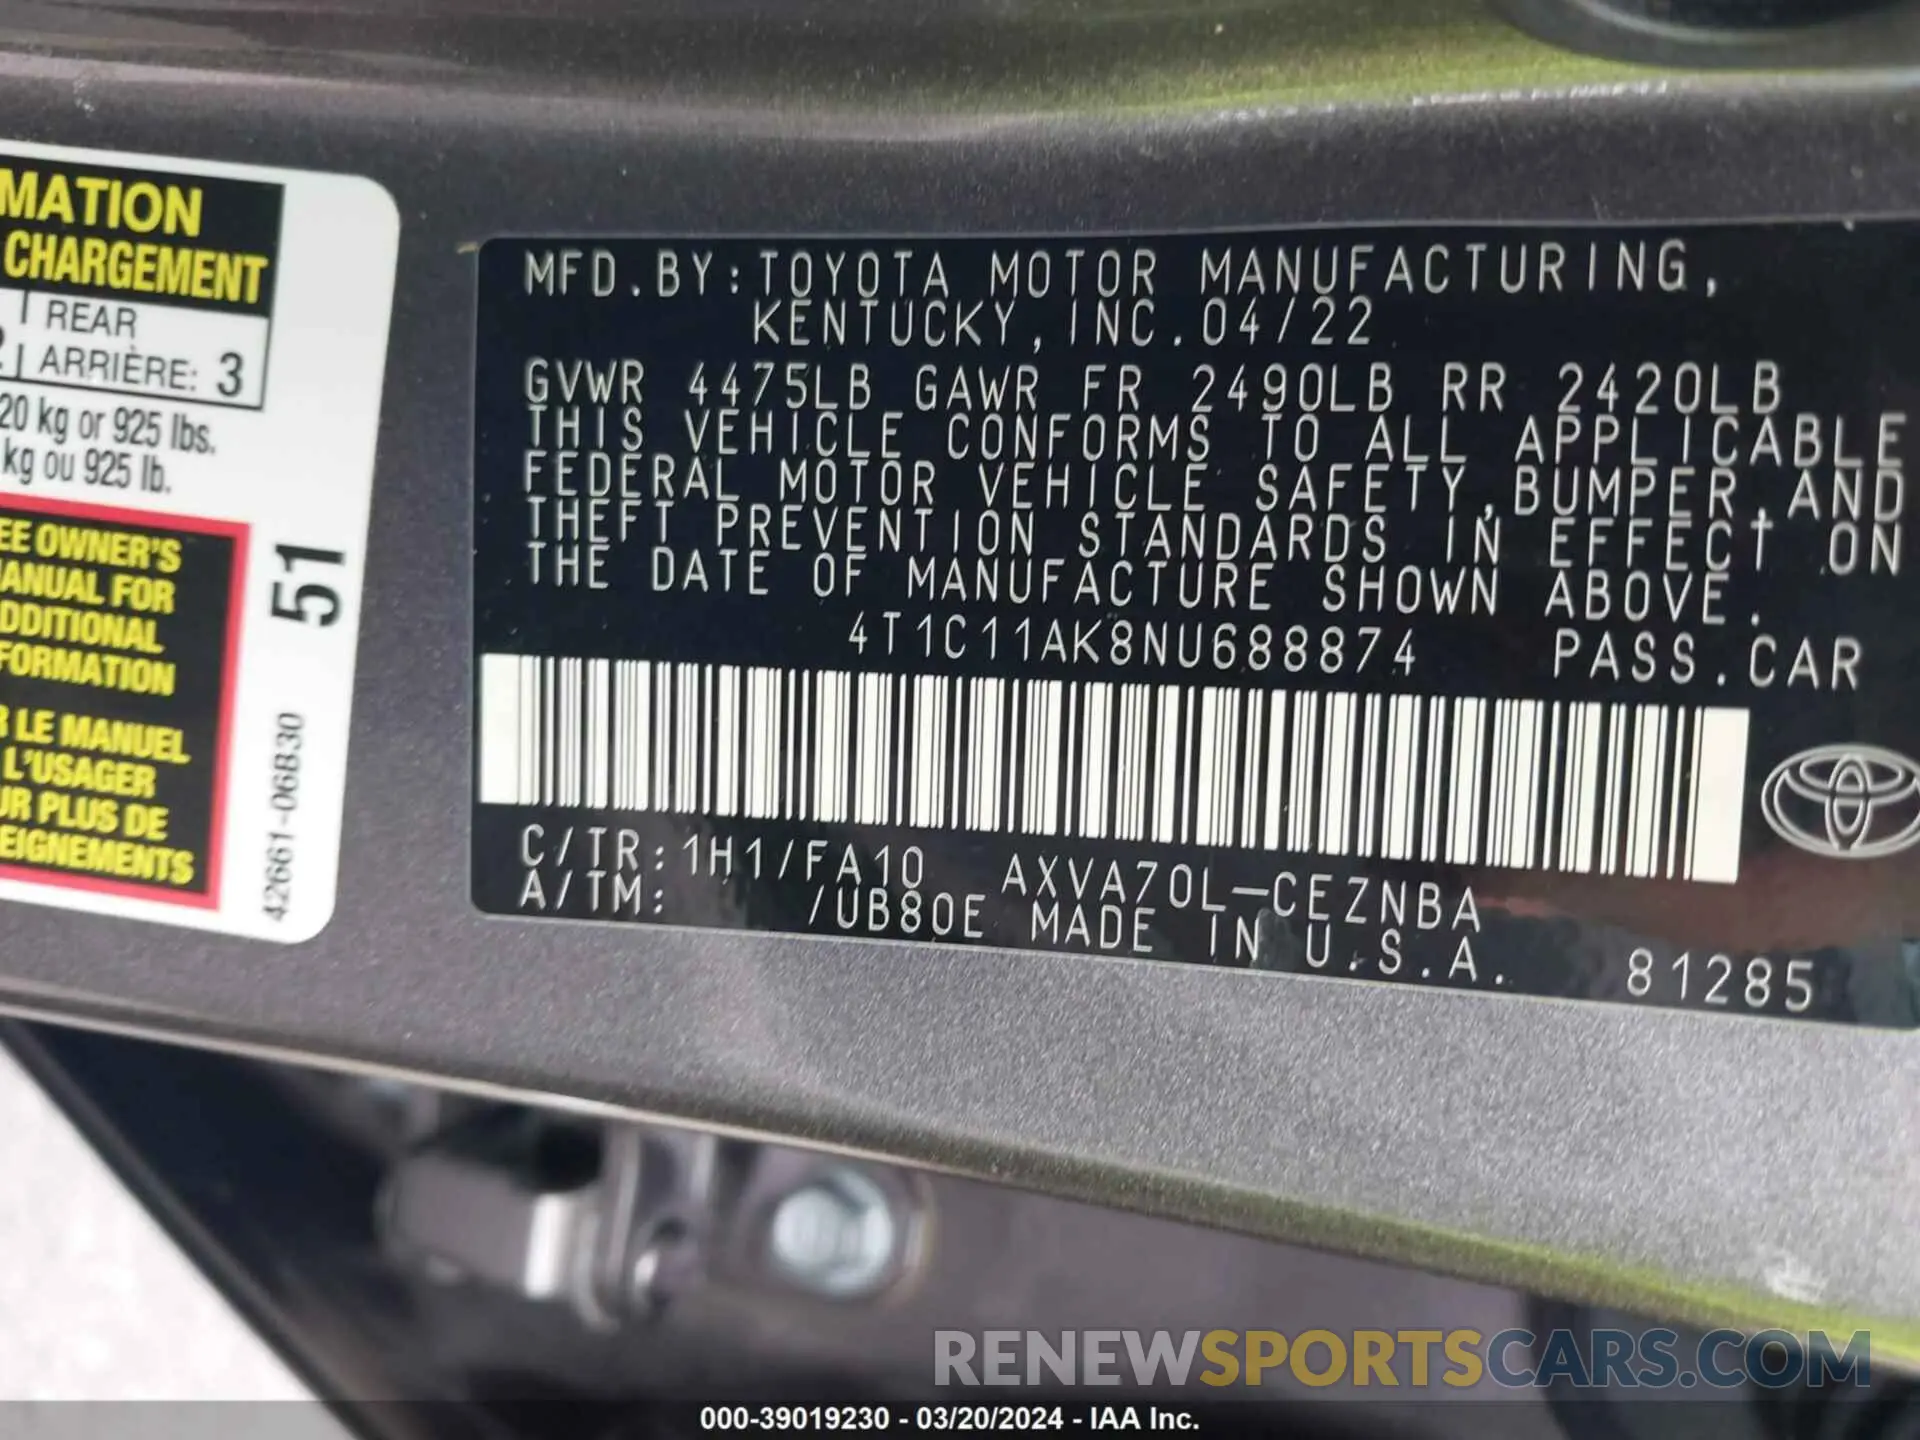 MATION
CHARGEMENT
REAR
ARRIÈRE: 3
20 kg or 925 lbs.
kg ou 925 lb.
EE OWNER'S
ANUAL FOR
DDITIONAL
FORMATION
R LE MANUEL
L'USAGER
UR PLUS DE
EIGNEMENTS
51
42661-06B30
MFD.BY:TOYOTA MOTOR MANUFACTURING,
KENTUCKY,INC.04/22
GVWR 4475LB GAWR FR 2490LB RR 2420LB
THIS VEHICLE CONFORMS TO ALL APPLICABLE
FEDERAL MOTOR VEHICLE SAFETY,BUMPER,AND
THEFT PREVENTION STANDARDS IN EFFECT ON
THE DATE OF MANUFACTURE SHOWN ABOVE.
4T1C11AK8NU688874 PASS.CAR
C/TR:1H1/FA10 AXVA70L-CEZNBA
A/TM: /UB80E MADE IN U.S.A.
81285
RENEWSPORTSCARS.COM
000-39019230 - 03/20/2024 - IAA Inc.